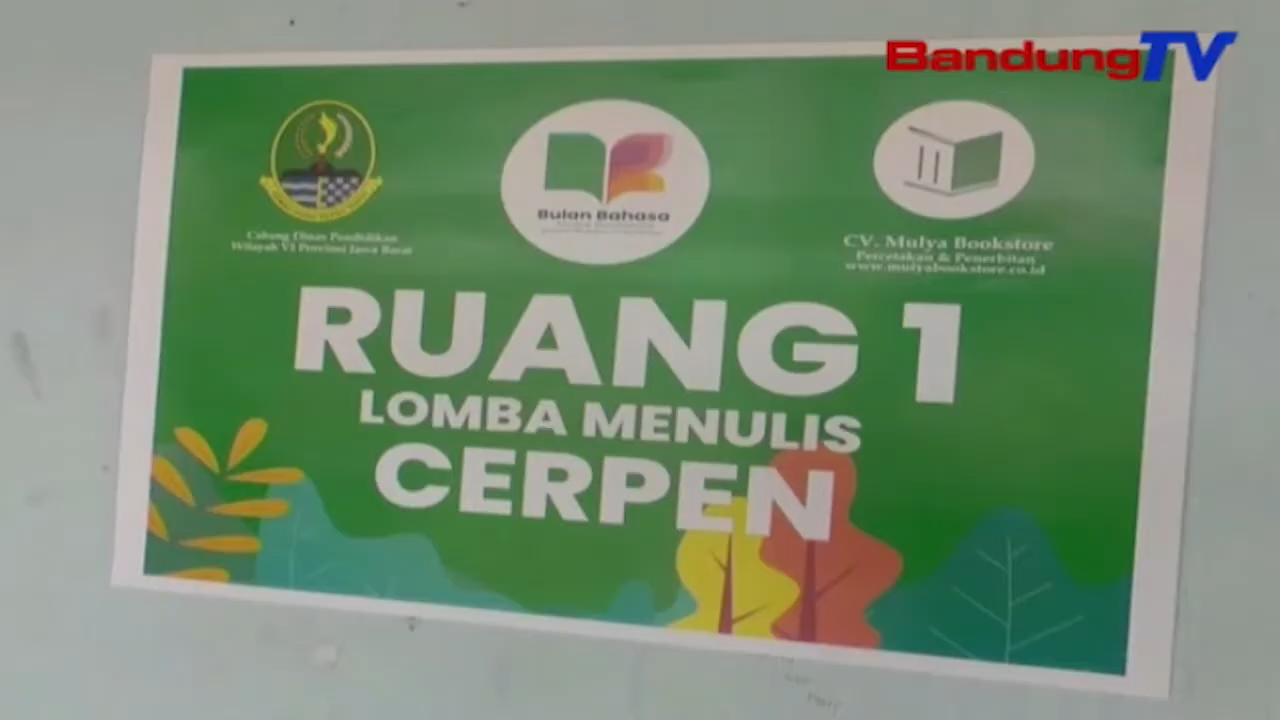 BandungTV
Bulan Bahasa
Cabang Dinas Pendidikan
Wilayah VI Provinsi Jawa Barat
CV. Mulya Bookstore
Percetakan & Penerbitan
www.mulyabookstore.co.id
RUANG 1
LOMBA MENULIS
CERPEN